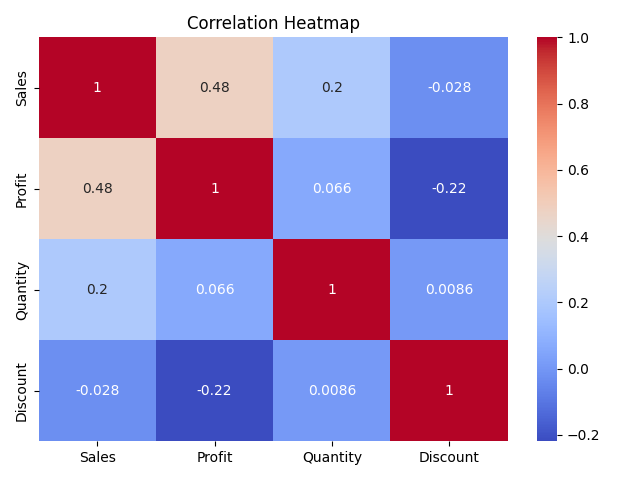 Correlation Heatmap
Sales 1 0.48 0.2 -0.028
Profit 0.48 1 0.066 -0.22
Quantity 0.2 0.066 1 0.0086
Discount -0.028 -0.22 0.0086 1
Sales Profit Quantity Discount
1.0
0.8
0.6
0.4
0.2
0.0
−0.2